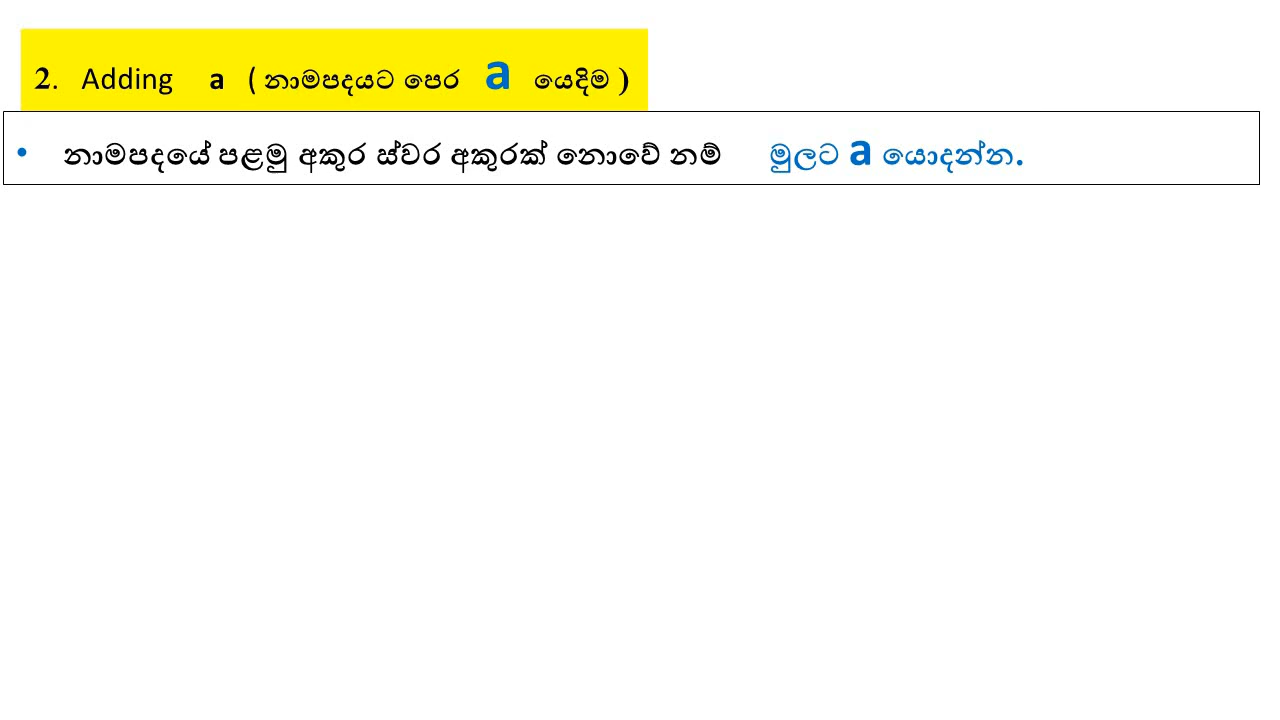 2. Adding a ( නාමපදයට පෙර a යෙදිම )
• නාමපදයේ පළමු අකුර ස්වර අකුරක් නොවේ නම් මුලට a යොදන්න.